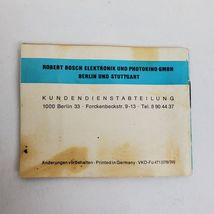 ROBERT BOSCH ELEKTRONIK UND PHOTOKINO GMBH
BERLIN UND STUTTGART
KUNDENDIENSTABTEILUNG
1000 Berlin 33 · Forckenbeckstr. 9-13 · Tel. 8 90 44 37
Änderungen vorbehalten · Printed in Germany ·